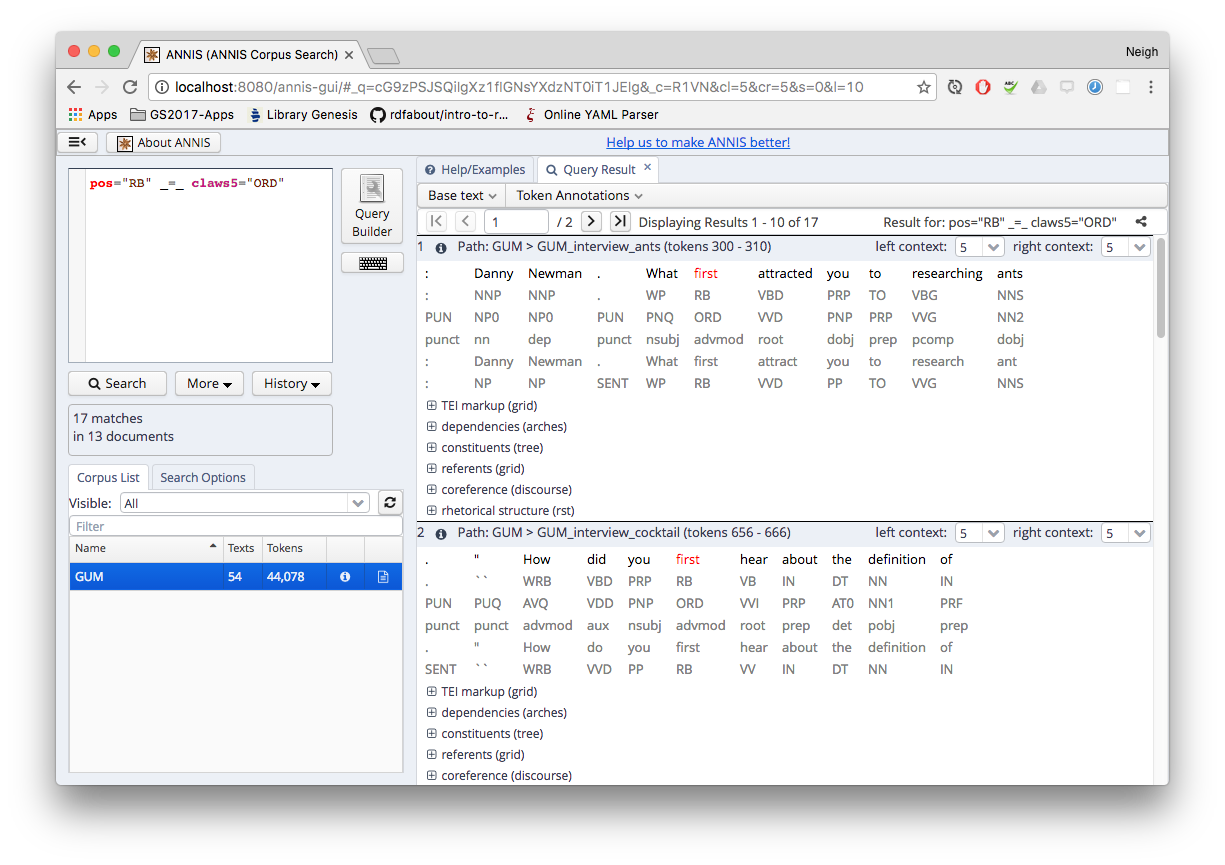 ANNIS (ANNIS Corpus Search)
Neigh
localhost:8080/annis-gui/#_q=cG9zPSJSQiIgXz1fIGNsYXdzNT0iT1JEIg&_c=R1VN&cl=5&cr=5&s=0&l=10
Apps GS2017-Apps Library Genesis rdfabout/intro-to-r... Online YAML Parser
About ANNIS
Help us to make ANNIS better!
pos="RB" _=_ claws5="ORD"
Query
Builder
Search More History
17 matches
in 13 documents
Corpus List Search Options
Visible: All
Filter
Name Texts Tokens
GUM 54 44,078
Help/Examples Query Result
Base text Token Annotations
1 / 2 Displaying Results 1 - 10 of 17 Result for: pos="RB" _=_ claws5="ORD"
1 Path: GUM > GUM_interview_ants (tokens 300 - 310) left context: 5 right context: 5
: Danny Newman . What first attracted you to researching ants
: NNP NNP . WP RB VBD PRP TO VBG NNS
PUN NP0 NP0 PUN PNQ ORD VVD PNP PRP VVG NN2
punct nn dep punct nsubj advmod root dobj prep pcomp dobj
: Danny Newman . What first attract you to research ant
: NP NP SENT WP RB VVD PP TO VVG NNS
TEI markup (grid)
dependencies (arches)
constituents (tree)
referents (grid)
coreference (discourse)
rhetorical structure (rst)
2 Path: GUM > GUM_interview_cocktail (tokens 656 - 666) left context: 5 right context: 5
. " How did you first hear about the definition of
. `` WRB VBD PRP RB VB IN DT NN IN
PUN PUQ AVQ VDD PNP ORD VVI PRP AT0 NN1 PRF
punct punct advmod aux nsubj advmod root prep det pobj prep
. " How do you first hear about the definition of
SENT `` WRB VVD PP RB VV IN DT NN IN
TEI markup (grid)
dependencies (arches)
constituents (tree)
referents (grid)
coreference (discourse)